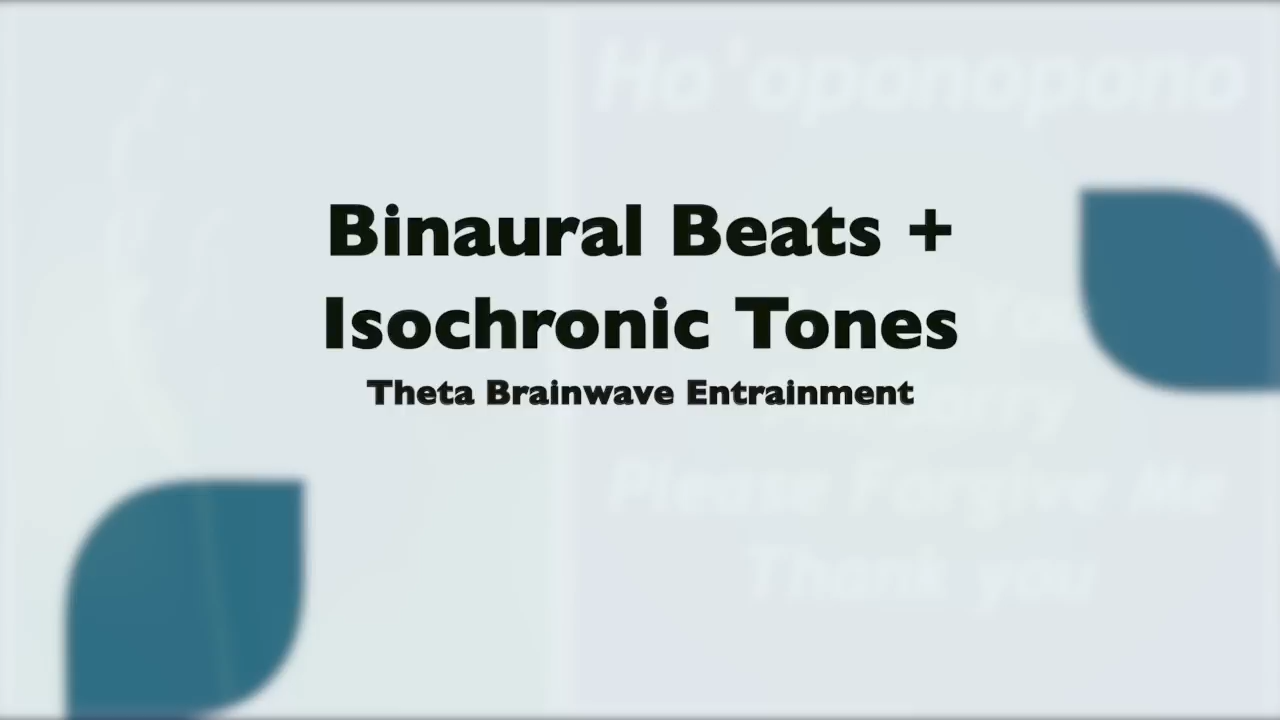 Ho'oponopono
Binaural Beats +
Isochronic Tones
Theta Brainwave Entrainment
Please Forgive Me
Thank you